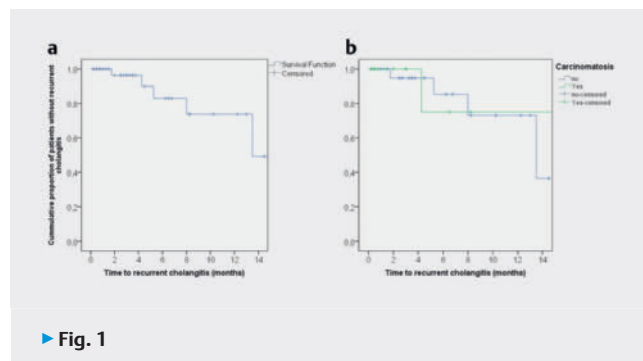 a
Cummulative proportion of patients without recurrent
cholangitis
1.0
0.8
0.6
0.4
0.2
0.0
0 2 4 6 8 10 12 14
Time to recurrent cholangitis (months)
Survival Function
Censored
b
1.0
0.8
0.6
0.4
0.2
0.0
0 2 4 6 8 10 12 14
Time to recurrent cholangitis (months)
Carcinomatosis
no
Yes
no-censored
Yes-censored
► Fig. 1